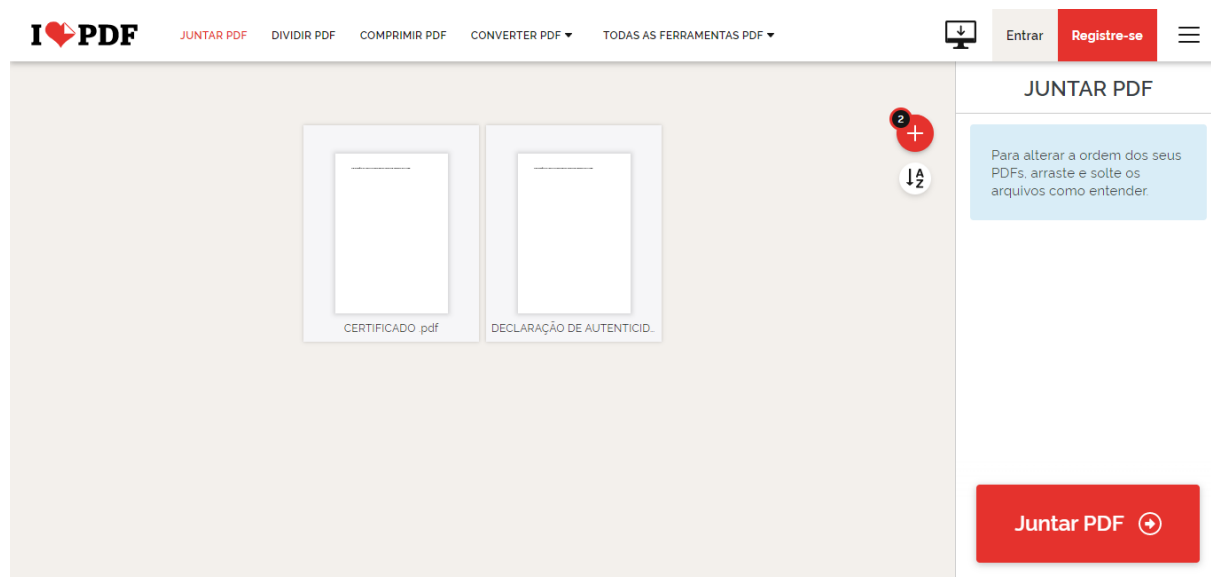 I PDF
JUNTAR PDF
DIVIDIR PDF
COMPRIMIR PDF
CONVERTER PDF
TODAS AS FERRAMENTAS PDF
Entrar
Registre-se
JUNTAR PDF
2
A
Z
Para alterar a ordem dos seus
PDFs, arraste e solte os
arquivos como entender.
CERTIFICADO .pdf
DECLARAÇÃO DE AUTENTICID...
Juntar PDF